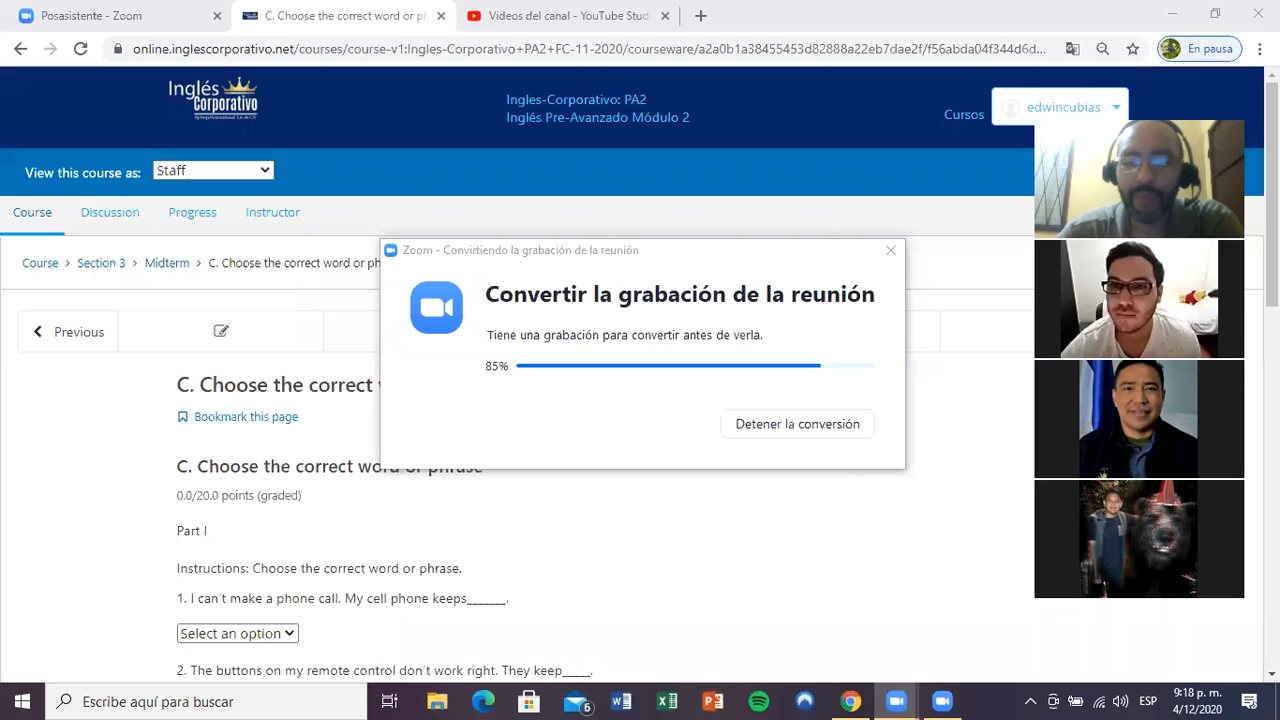 Posasistente - Zoom
C. Choose the correct word or ph
Videos del canal - YouTube Stud
online.inglescorporativo.net/courses/course-v1:Ingles-Corporativo+PA2+FC-11-2020/courseware/a2a0b1a38455453d82888a22eb7dae2f/f56abda04f344d6d...
En pausa
Inglés
Corporativo
Ingles-Corporativo: PA2
Inglés Pre-Avanzado Módulo 2
Cursos
edwincubias
View this course as:
Staff
Course
Discussion
Progress
Instructor
Course > Section 3 > Midterm > C. Choose the correct word or ph
Zoom - Convirtiendo la grabación de la reunión
Convertir la grabación de la reunión
Tiene una grabación para convertir antes de verla.
85%
Detener la conversión
Previous
C. Choose the correct
Bookmark this page
C. Choose the correct word or phrase
0.0/20.0 points (graded)
Part I
Instructions: Choose the correct word or phrase.
1. I can´t make a phone call. My cell phone keeps_______.
Select an option
2. The buttons on my remote control don´t work right. They keep_____.
Escribe aquí para buscar
6
ESP
9:18 p. m.
4/12/2020